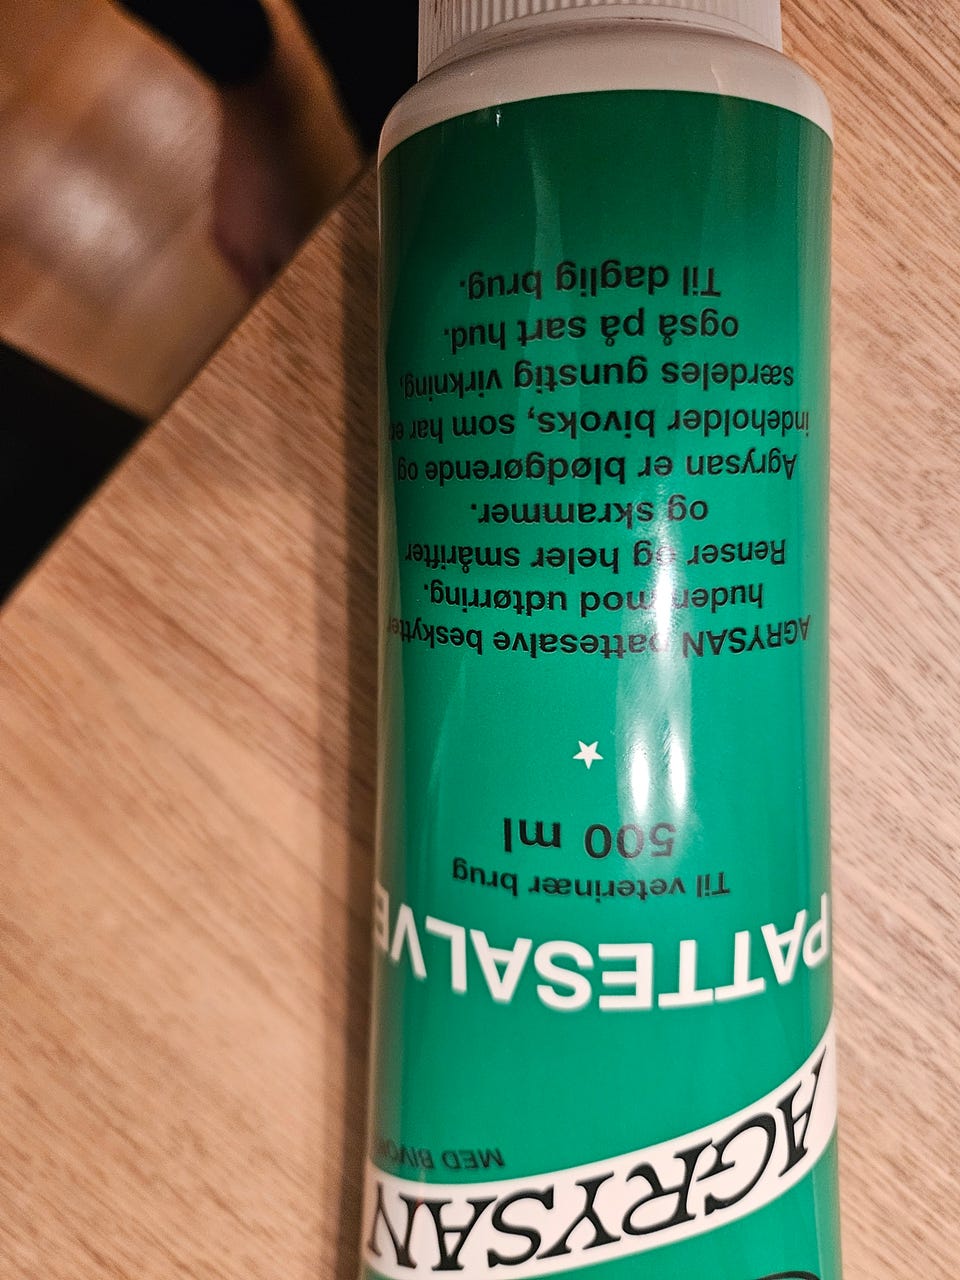 AGRYSAN
MED BIVOKS
PATTESALVE
Til veterinær brug
500 ml
AGRYSAN pattesalve beskytter
huden mod udtørring.
Renser og heler smårifter
og skrammer.
Agrysan er blødgørende og
indeholder bivoks, som har en
særdeles gunstig virkning,
også på sart hud.
Til daglig brug.